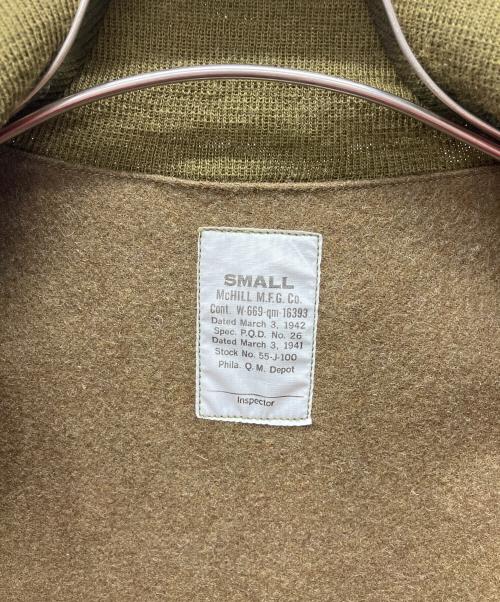 SMALL
McHILL M.F.G. Co.
Cont. W-669-qm-16393
Dated March 3, 1942
Spec. P.Q.D. No. 26
Dated March 3, 1941
Stock No. 55-J-100
Phila. Q.M. Depot
Inspector